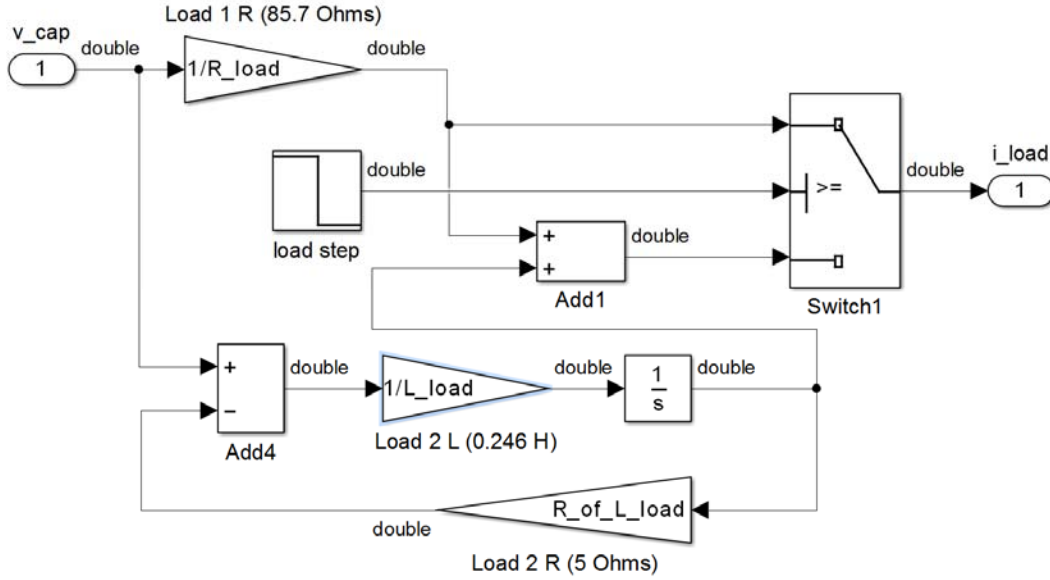 Load 1 R (85.7 Ohms)
v_cap
double
double
1
1/R_load
double
double
i_load
>=
1
load step
+
double
+
Add1
Switch1
double
double
double
+
1/L_load
1
s
−
Add4
Load 2 L (0.246 H)
R_of_L_load
double
Load 2 R (5 Ohms)